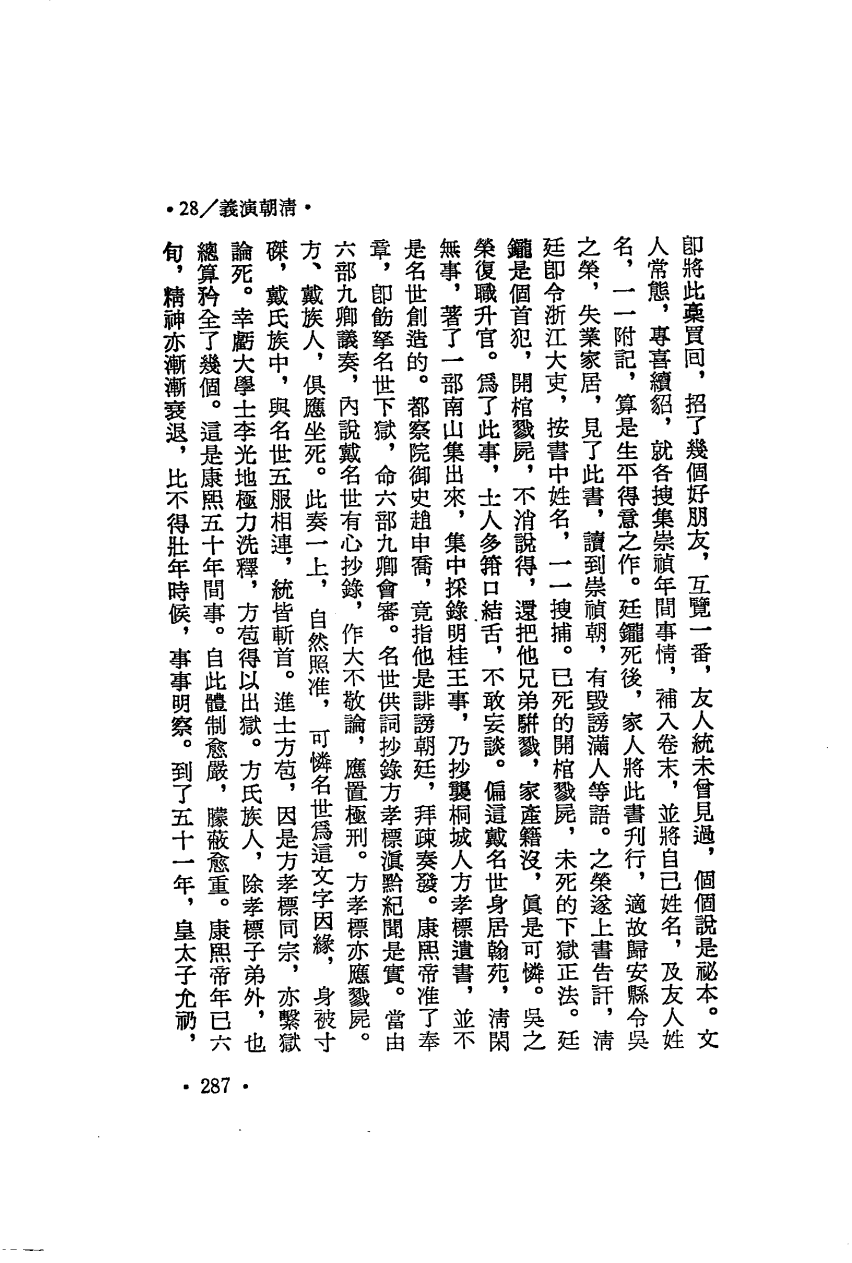 •28／義演朝清•
卽將此藁買回，招了幾個好朋友，互覽一番，友人統未曾見過，個個說是祕本。文
人常態，專喜續貂，就各搜集崇禎年間事情，補入卷末，並將自己姓名，及友人姓
名，一一附記，算是生平得意之作。廷鑨死後，家人將此書刊行，適故歸安縣令吳
之榮，失業家居，見了此書，讀到崇禎朝，有毀謗滿人等語。之榮遂上書告訐，淸
廷卽令浙江大吏，按書中姓名，一一搜捕。已死的開棺戮屍，未死的下獄正法。廷
鑨是個首犯，開棺戮屍，不消說得，還把他兄弟駢戮，家產籍沒，眞是可憐。吳之
榮復職升官。爲了此事，士人多箝口結舌，不敢妄談。偏這戴名世身居翰苑，淸閑
無事，著了一部南山集出來，集中採錄明桂王事，乃抄襲桐城人方孝標遺書，並不
是名世創造的。都察院御史趙申喬，竟指他是誹謗朝廷，拜疎奏發。康熙帝准了奉
章，卽飭拏名世下獄，命六部九卿會審。名世供詞抄錄方孝標滇黔紀聞是實。當由
六部九卿議奏，內說戴名世有心抄錄，作大不敬論，應置極刑。方孝標亦應戮屍。
方、戴族人，俱應坐死。此奏一上，自然照准，可憐名世爲這文字因緣，身被寸
磔，戴氏族中，與名世五服相連，統皆斬首。進士方苞，因是方孝標同宗，亦繫獄
論死。幸虧大學士李光地極力洗釋，方苞得以出獄。方氏族人，除孝標子弟外，也
總算矜全了幾個。這是康熙五十年間事。自此體制愈嚴，朦蔽愈重。康熙帝年已六
旬，精神亦漸漸衰退，比不得壯年時候，事事明察。到了五十一年，皇太子允礽，
•287•